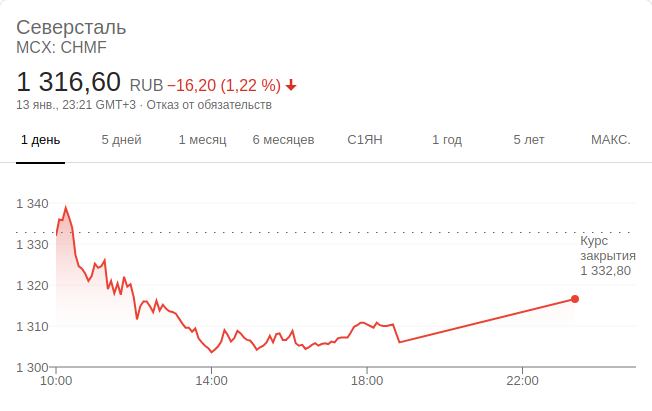 Северсталь
MCX: CHMF
1 316,60 RUB −16,20 (1,22 %)
13 янв., 23:21 GMT+3 · Отказ от обязательств
1 день 5 дней 1 месяц 6 месяцев С1ЯН 1 год 5 лет МАКС.
1 340
1 330
1 320
1 310
1 300
Курс
закрытия
1 332,80
10:00 14:00 18:00 22:00